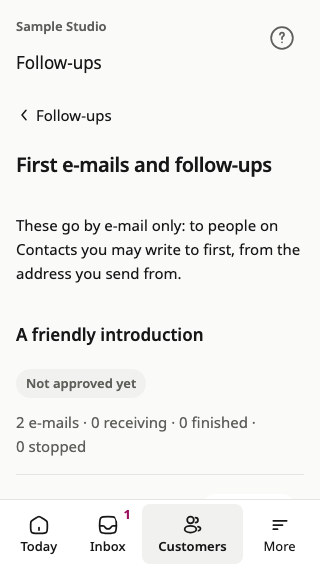 Sample Studio
Follow-ups
Follow-ups
First e-mails and follow-ups
These go by e-mail only: to people on
Contacts you may write to first, from the
address you send from.
A friendly introduction
Not approved yet
2 e-mails · 0 receiving · 0 finished ·
0 stopped
1
Today
Inbox
Customers
More